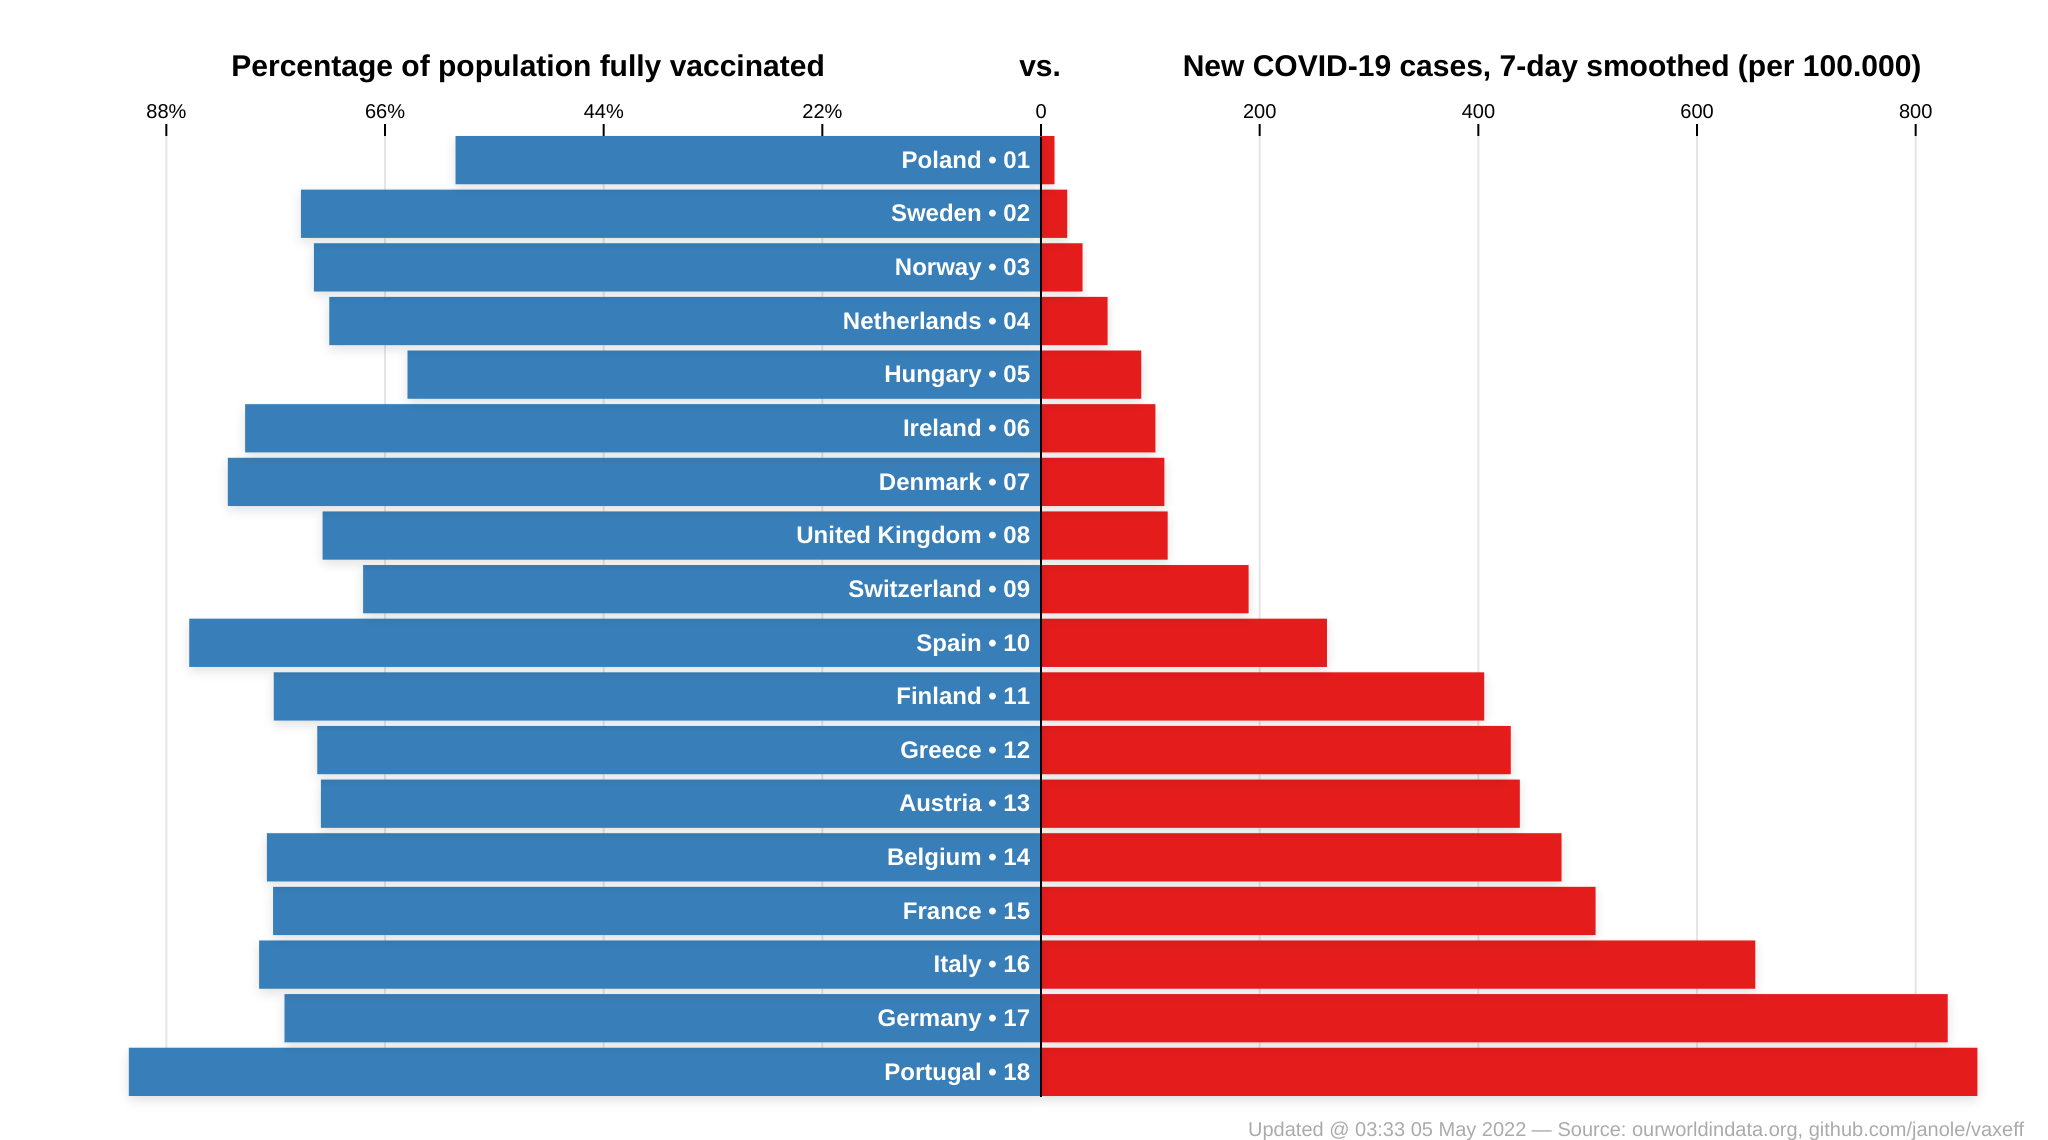 Percentage of population fully vaccinated vs. New COVID-19 cases, 7-day smoothed (per 100.000)
88% 66% 44% 22% 0 200 400 600 800
Poland • 01
Sweden • 02
Norway • 03
Netherlands • 04
Hungary • 05
Ireland • 06
Denmark • 07
United Kingdom • 08
Switzerland • 09
Spain • 10
Finland • 11
Greece • 12
Austria • 13
Belgium • 14
France • 15
Italy • 16
Germany • 17
Portugal • 18
Updated @ 03:33 05 May 2022 — Source: ourworldindata.org, github.com/janole/vaxeff